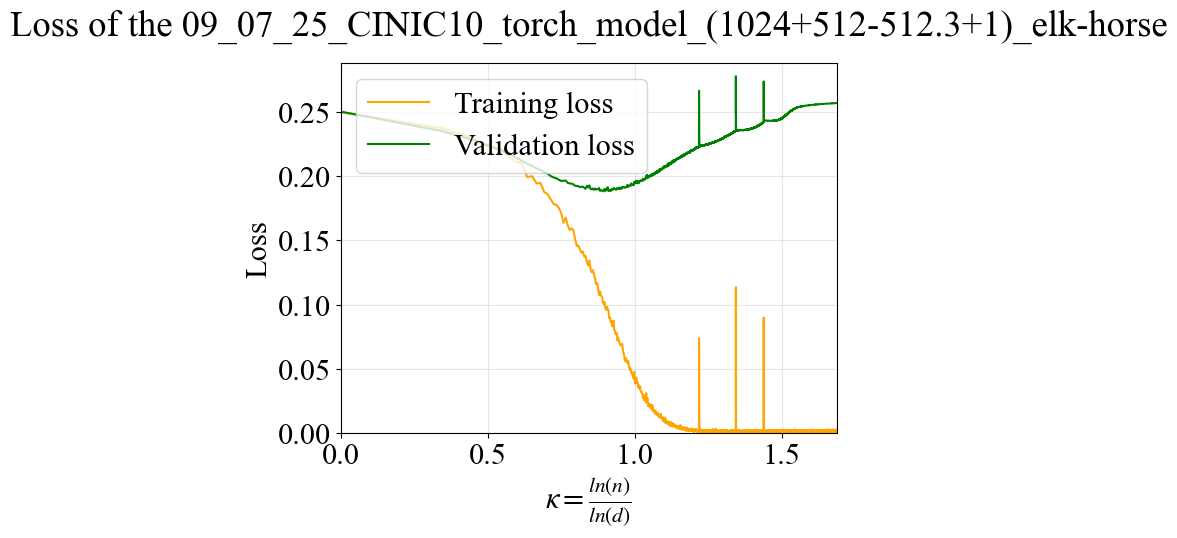 Loss of the 09_07_25_CINIC10_torch_model_(1024+512-512.3+1)_elk-horse
Training loss
Validation loss
0.25
0.20
0.15
0.10
0.05
0.00
Loss
0.0 0.5 1.0 1.5
κ = ln(n) / ln(d)